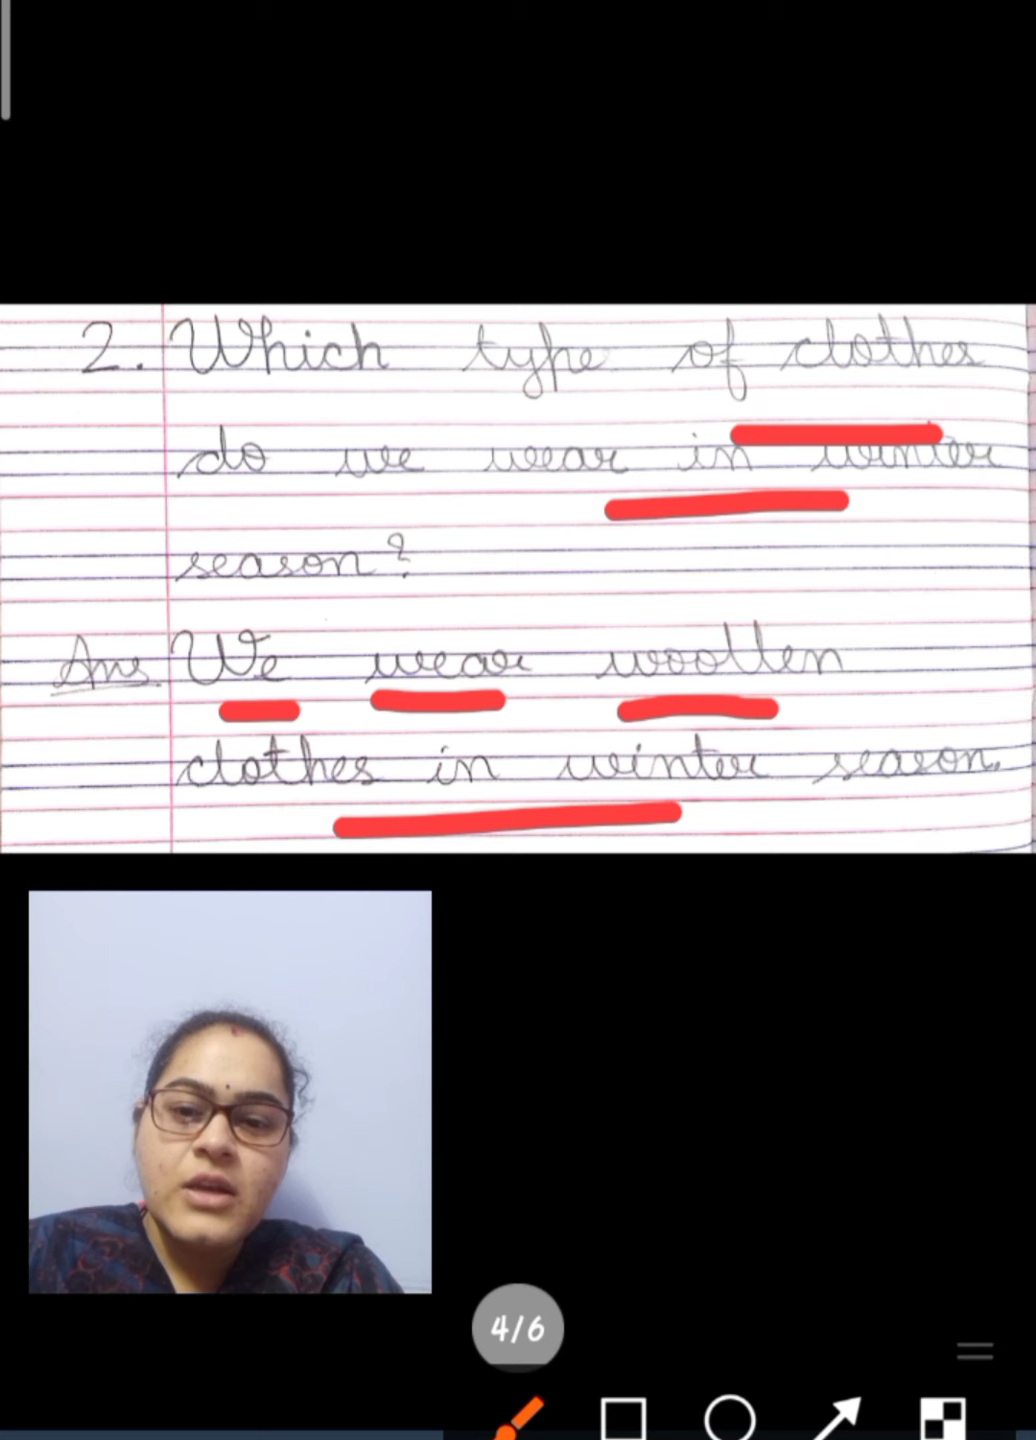 2. Which type of clothes
do we wear in winter
season?
Ans We wear woollen
clothes in winter season.
4/6